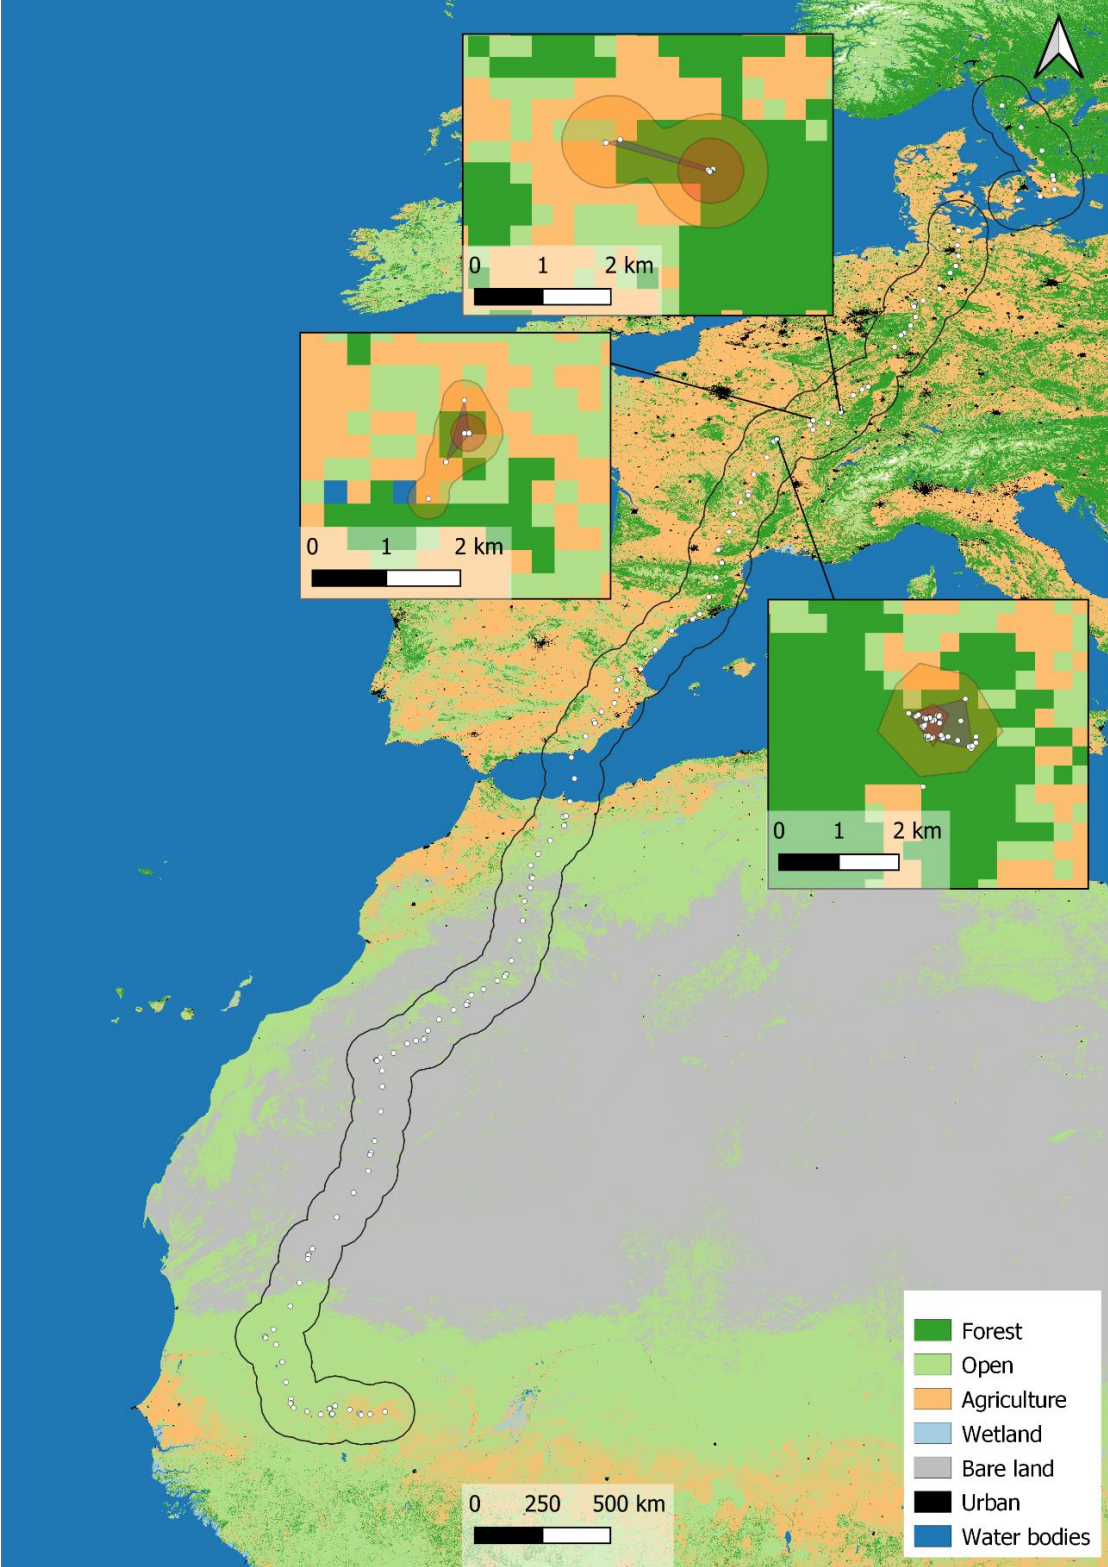 0 1 2 km
0 1 2 km
0 1 2 km
Forest
Open
Agriculture
Wetland
Bare land
Urban
Water bodies
0 250 500 km